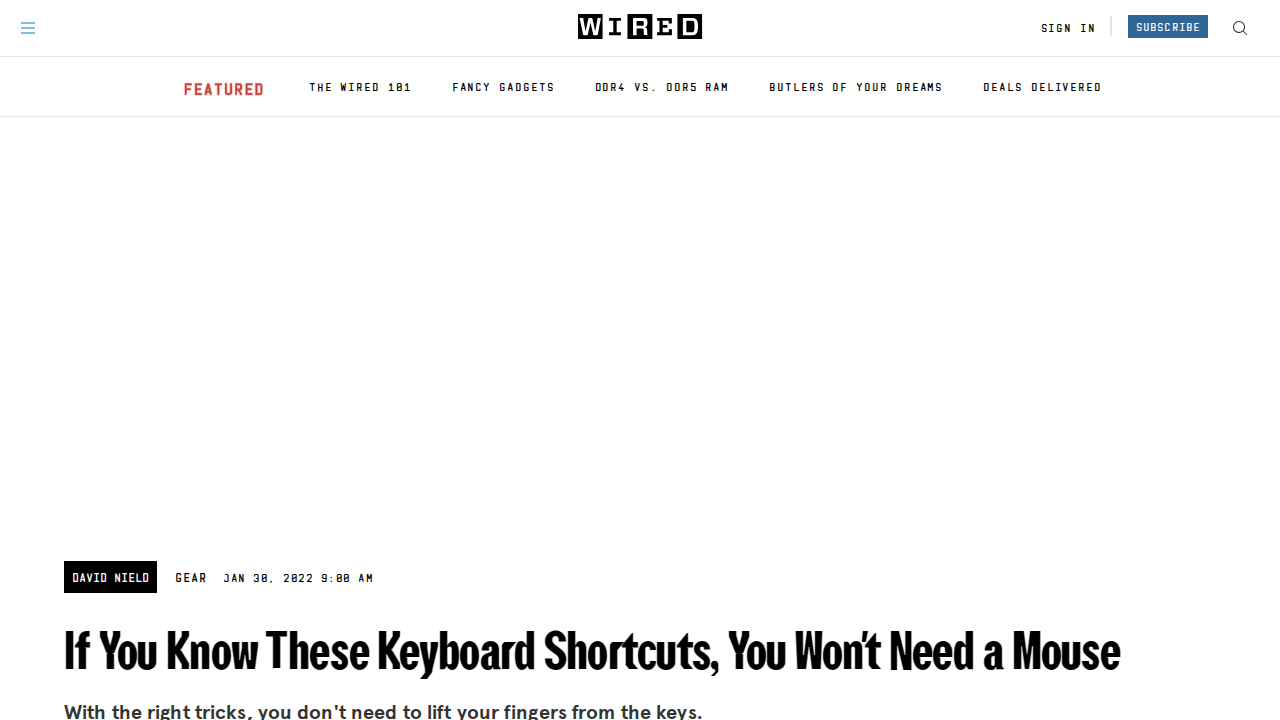 WIRED
SIGN IN
SUBSCRIBE
FEATURED
THE WIRED 101
FANCY GADGETS
DDR4 VS. DDR5 RAM
BUTLERS OF YOUR DREAMS
DEALS DELIVERED
DAVID NIELD
GEAR
JAN 30, 2022 9:00 AM
If You Know These Keyboard Shortcuts, You Won't Need a Mouse
With the right tricks, you don't need to lift your fingers from the keys.